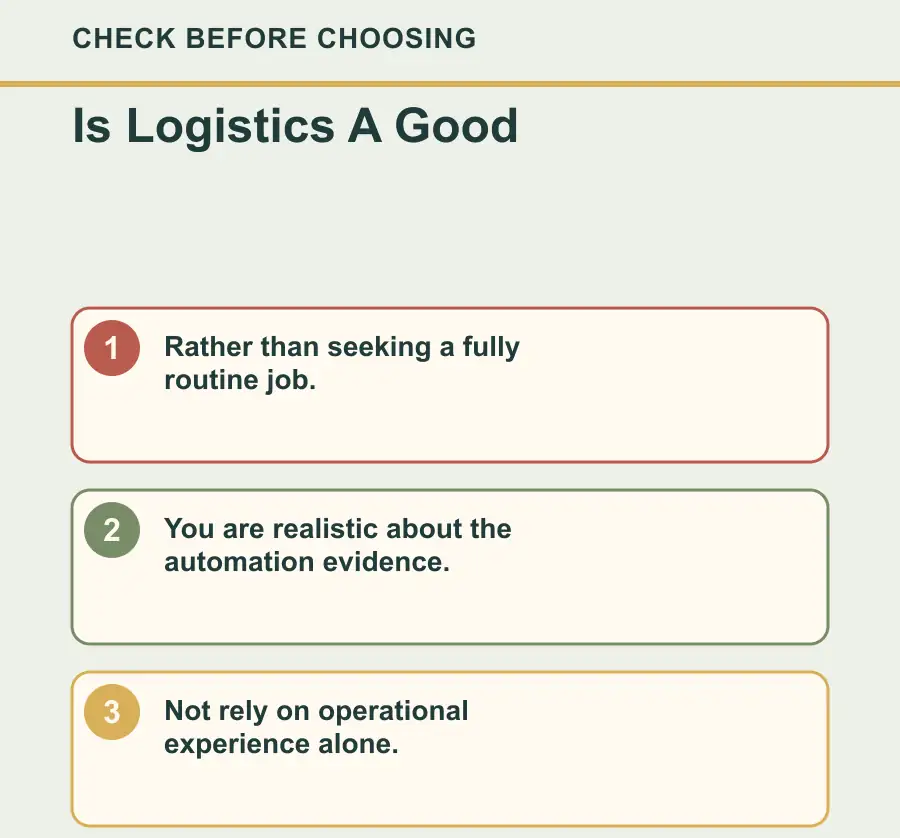 CHECK BEFORE CHOOSING
Is Logistics A Good
1
Rather than seeking a fully
routine job.
2
You are realistic about the
automation evidence.
3
Not rely on operational
experience alone.